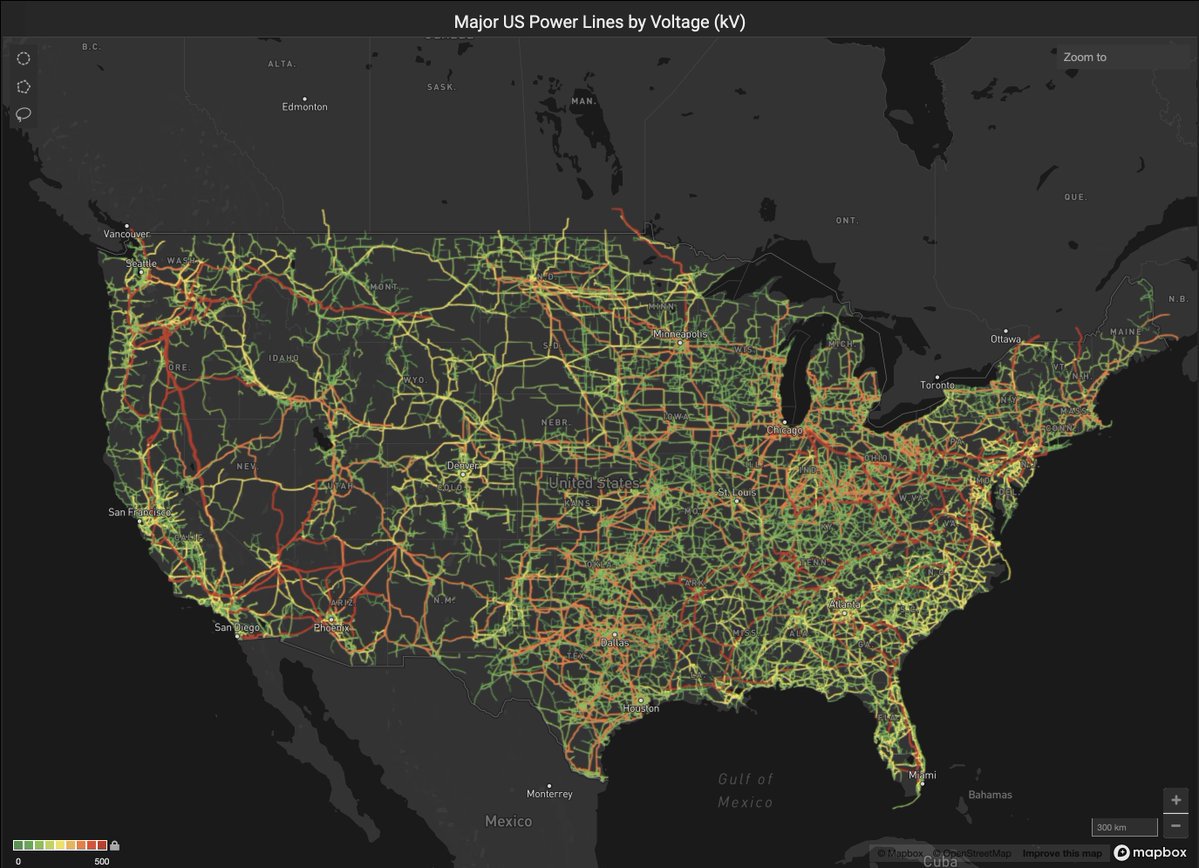 Major US Power Lines by Voltage (kV)
Zoom to
B.C.
ALTA.
SASK.
MAN.
Edmonton
ONT.
QUE.
N.B.
Vancouver
Seattle
WASH.
MONT.
N.D.
MINN.
Minneapolis
Ottawa
MAINE
ORE.
IDAHO
S.D.
WIS.
MICH.
Toronto
VT.
N.H.
WYO.
N.Y.
MASS.
CONN.
NEBR.
IOWA
Chicago
PA.
NEV.
UTAH
Denver
COLO.
United States
KANS.
MO.
ILL.
IND.
OHIO
N.J.
DEL.
St. Louis
W.VA.
VA.
KY.
San Francisco
CALIF.
OKLA.
ARK.
TENN.
N.C.
San Diego
ARIZ.
Phoenix
N.M.
Dallas
TEX.
MISS.
ALA.
Atlanta
GA.
LA.
Houston
FLA.
Miami
Monterrey
Mexico
Gulf of
Mexico
Bahamas
Cuba
300 km
+
−
0
500
© Mapbox © OpenStreetMap Improve this map
mapbox